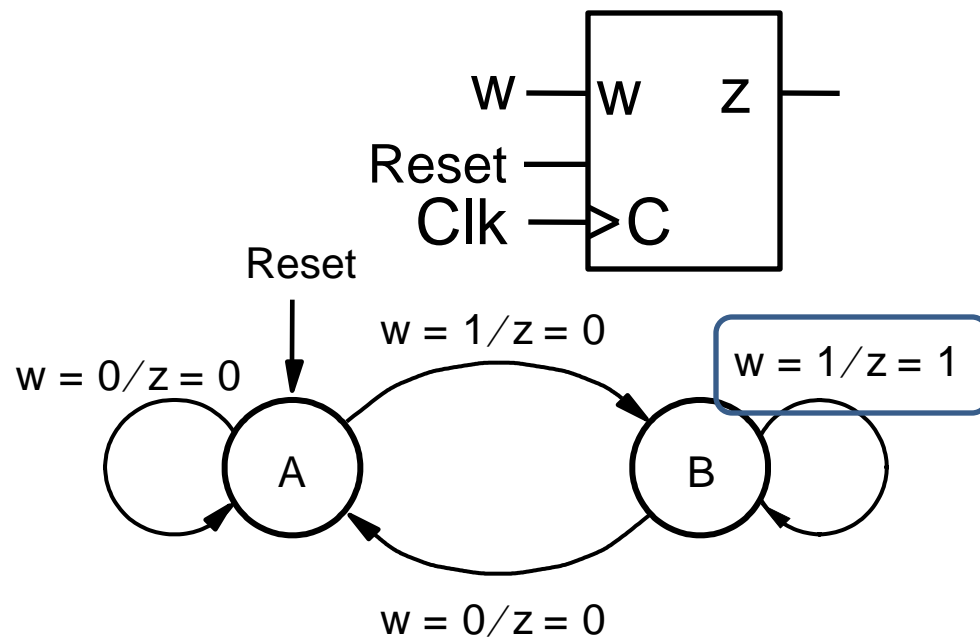 w
w
z
Reset
Clk
C
Reset
w = 1/z = 0
w = 0/z = 0
w = 1/z = 1
A
B
w = 0/z = 0